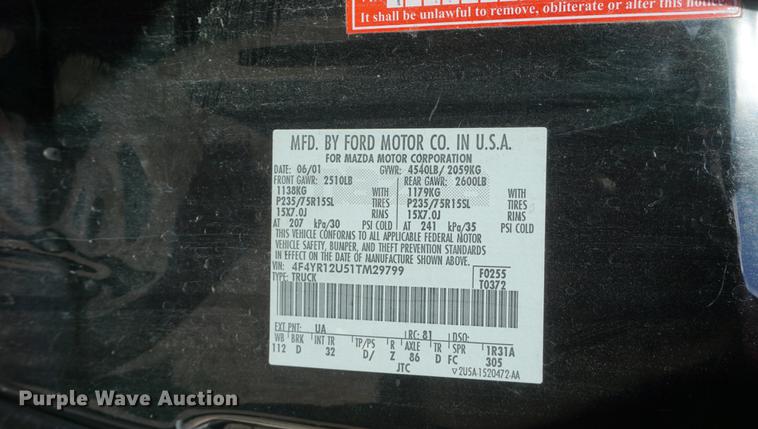 It shall be unlawful to remove, obliterate or alter this notice
MFD. BY FORD MOTOR CO. IN U.S.A.
FOR MAZDA MOTOR CORPORATION
DATE: 06/01 GVWR: 4540LB/ 2059KG
FRONT GAWR: 2510LB REAR GAWR: 2600LB
1138KG WITH 1179KG WITH
P235/75R15SL TIRES P235/75R15SL TIRES
15X7.0J RIMS 15X7.0J RIMS
AT 207 kPa/30 PSI COLD AT 241 kPa/35 PSI COLD
THIS VEHICLE CONFORMS TO ALL APPLICABLE FEDERAL MOTOR
VEHICLE SAFETY, BUMPER, AND THEFT PREVENTION STANDARDS
IN EFFECT ON THE DATE OF MANUFACTURE SHOWN ABOVE.
VIN: 4F4YR12U51TM29799 F0255
TYPE: TRUCK T0372
EXT PNT: UA RC: 81 DSO:
WB BRK INT TR TP/PS R AXLE TR SPR 1R31A
112 D 32 D/ Z 86 D FC 305
JTC ▽2U5A-1520472-AA
Purple Wave Auction